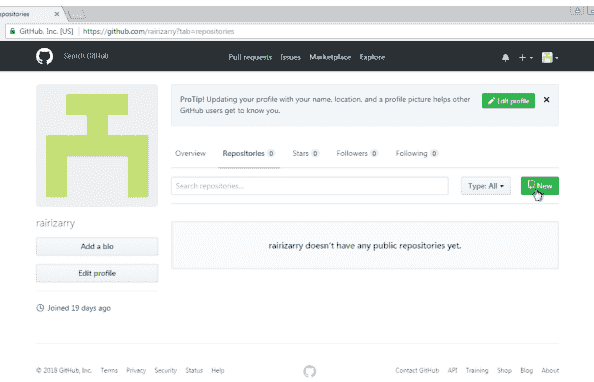 epositories
GitHub, Inc. [US] | https://github.com/rairizarry?tab=repositories
Search GitHub Pull requests Issues Marketplace Explore
ProTip! Updating your profile with your name, location, and a profile picture helps other
GitHub users get to know you.
Edit profile
Overview Repositories 0 Stars 0 Followers 0 Following 0
Search repositories... Type: All New
rairizarry
Add a bio
Edit profile
rairizarry doesn't have any public repositories yet.
Joined 19 days ago
© 2018 GitHub, Inc. Terms Privacy Security Status Help Contact GitHub API Training Shop Blog About